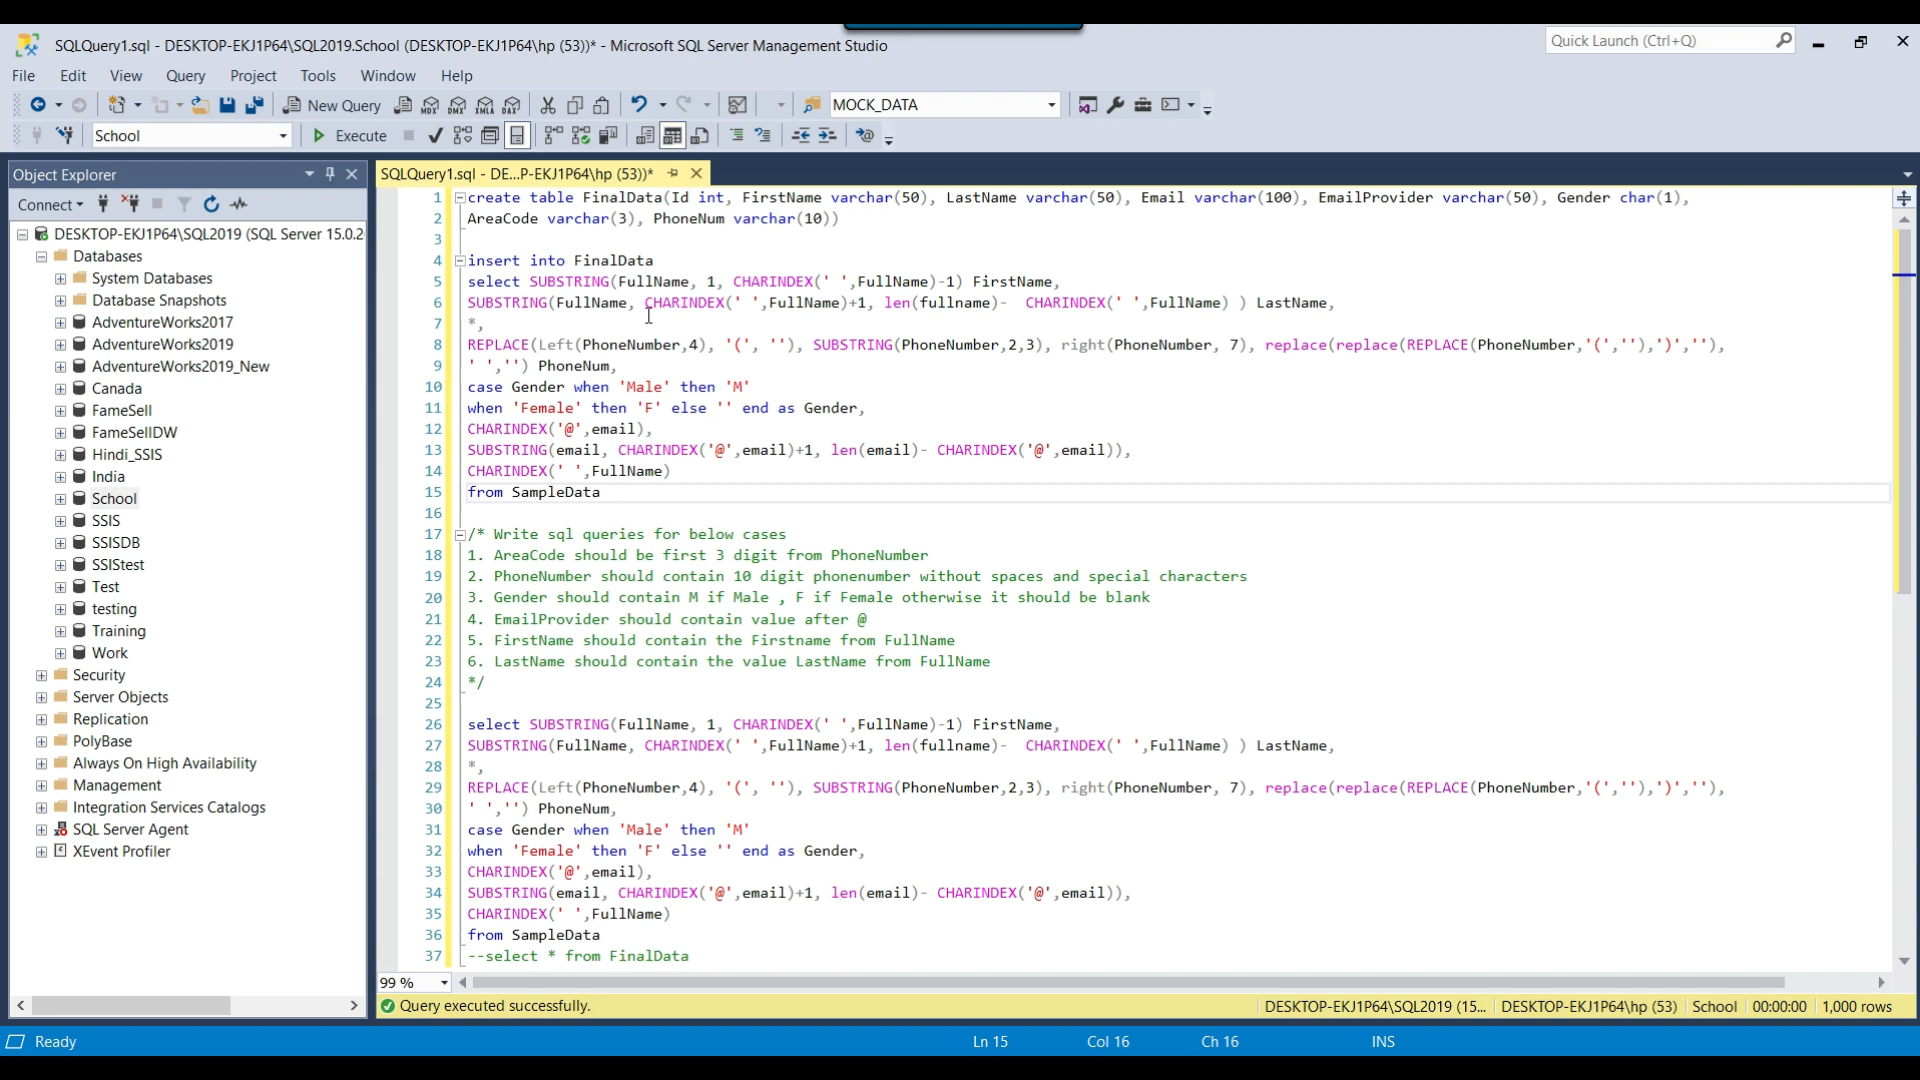 SQLQuery1.sql - DESKTOP-EKJ1P64\SQL2019.School (DESKTOP-EKJ1P64\hp (53))* - Microsoft SQL Server Management Studio
Quick Launch (Ctrl+Q)
File Edit View Query Project Tools Window Help
New Query MDX DMX XMLA DAX MOCK_DATA
School Execute
Object Explorer
Connect
DESKTOP-EKJ1P64\SQL2019 (SQL Server 15.0.2
Databases
System Databases
Database Snapshots
AdventureWorks2017
AdventureWorks2019
AdventureWorks2019_New
Canada
FameSell
FameSellDW
Hindi_SSIS
India
School
SSIS
SSISDB
SSIStest
Test
testing
Training
Work
Security
Server Objects
Replication
PolyBase
Always On High Availability
Management
Integration Services Catalogs
SQL Server Agent
XEvent Profiler
SQLQuery1.sql - DE...P-EKJ1P64\hp (53))*
1 create table FinalData(Id int, FirstName varchar(50), LastName varchar(50), Email varchar(100), EmailProvider varchar(50), Gender char(1),
2 AreaCode varchar(3), PhoneNum varchar(10))
3
4 insert into FinalData
5 select SUBSTRING(FullName, 1, CHARINDEX(' ',FullName)-1) FirstName,
6 SUBSTRING(FullName, CHARINDEX(' ',FullName)+1, len(fullname)-  CHARINDEX(' ',FullName) ) LastName,
7 *,
8 REPLACE(Left(PhoneNumber,4), '(', ''), SUBSTRING(PhoneNumber,2,3), right(PhoneNumber, 7), replace(replace(REPLACE(PhoneNumber,'(',''),')',''),
9 ' ','') PhoneNum,
10 case Gender when 'Male' then 'M'
11 when 'Female' then 'F' else '' end as Gender,
12 CHARINDEX('@',email),
13 SUBSTRING(email, CHARINDEX('@',email)+1, len(email)- CHARINDEX('@',email)),
14 CHARINDEX(' ',FullName)
15 from SampleData
16
17 /* Write sql queries for below cases
18 1. AreaCode should be first 3 digit from PhoneNumber
19 2. PhoneNumber should contain 10 digit phonenumber without spaces and special characters
20 3. Gender should contain M if Male , F if Female otherwise it should be blank
21 4. EmailProvider should contain value after @
22 5. FirstName should contain the Firstname from FullName
23 6. LastName should contain the value LastName from FullName
24 */
25
26 select SUBSTRING(FullName, 1, CHARINDEX(' ',FullName)-1) FirstName,
27 SUBSTRING(FullName, CHARINDEX(' ',FullName)+1, len(fullname)-  CHARINDEX(' ',FullName) ) LastName,
28 *,
29 REPLACE(Left(PhoneNumber,4), '(', ''), SUBSTRING(PhoneNumber,2,3), right(PhoneNumber, 7), replace(replace(REPLACE(PhoneNumber,'(',''),')',''),
30 ' ','') PhoneNum,
31 case Gender when 'Male' then 'M'
32 when 'Female' then 'F' else '' end as Gender,
33 CHARINDEX('@',email),
34 SUBSTRING(email, CHARINDEX('@',email)+1, len(email)- CHARINDEX('@',email)),
35 CHARINDEX(' ',FullName)
36 from SampleData
37 --select * from FinalData
99 %
Query executed successfully. DESKTOP-EKJ1P64\SQL2019 (15... DESKTOP-EKJ1P64\hp (53) School 00:00:00 1,000 rows
Ready Ln 15 Col 16 Ch 16 INS